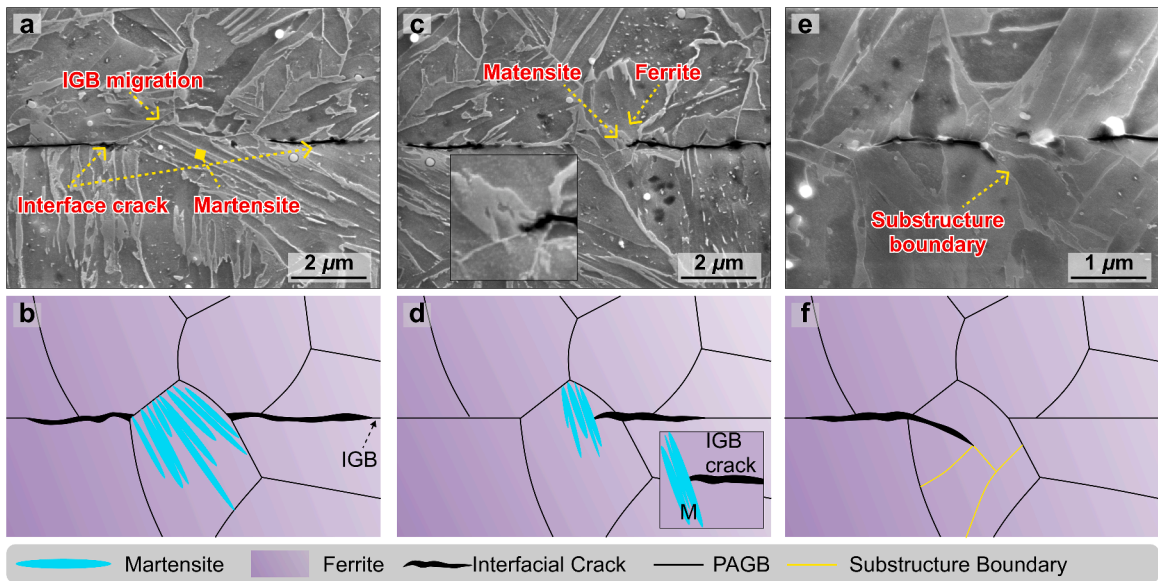 a
IGB migration
Interface crack
Martensite
2 µm
c
Matensite
Ferrite
2 µm
e
Substructure
boundary
1 µm
b
IGB
d
IGB
crack
M
f
Martensite
Ferrite
Interfacial Crack
PAGB
Substructure Boundary